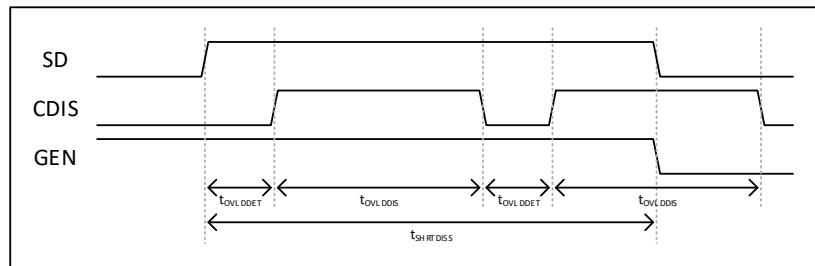 SD
CDIS
GEN
tOVLDDET tOVLDDIS tOVLDDET tOVLDDIS
tSHRTDISS